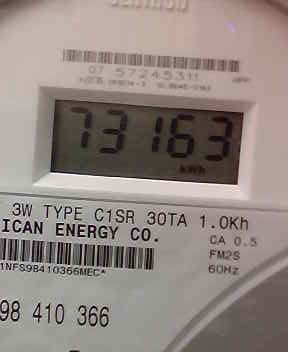 07 57245311
73163
kWh
3W TYPE C1SR 30TA 1.0Kh
ICAN ENERGY CO.
CA 0.5
FM2S
60Hz
1NFS98410366MEC*
98 410 366